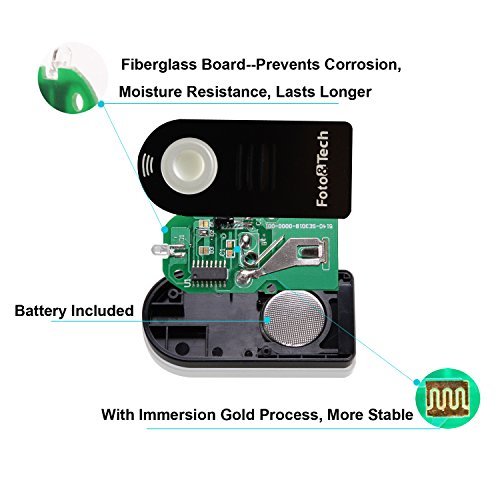 Fiberglass Board--Prevents Corrosion,
Moisture Resistance, Lasts Longer
Foto&Tech
Battery Included
With Immersion Gold Process, More Stable